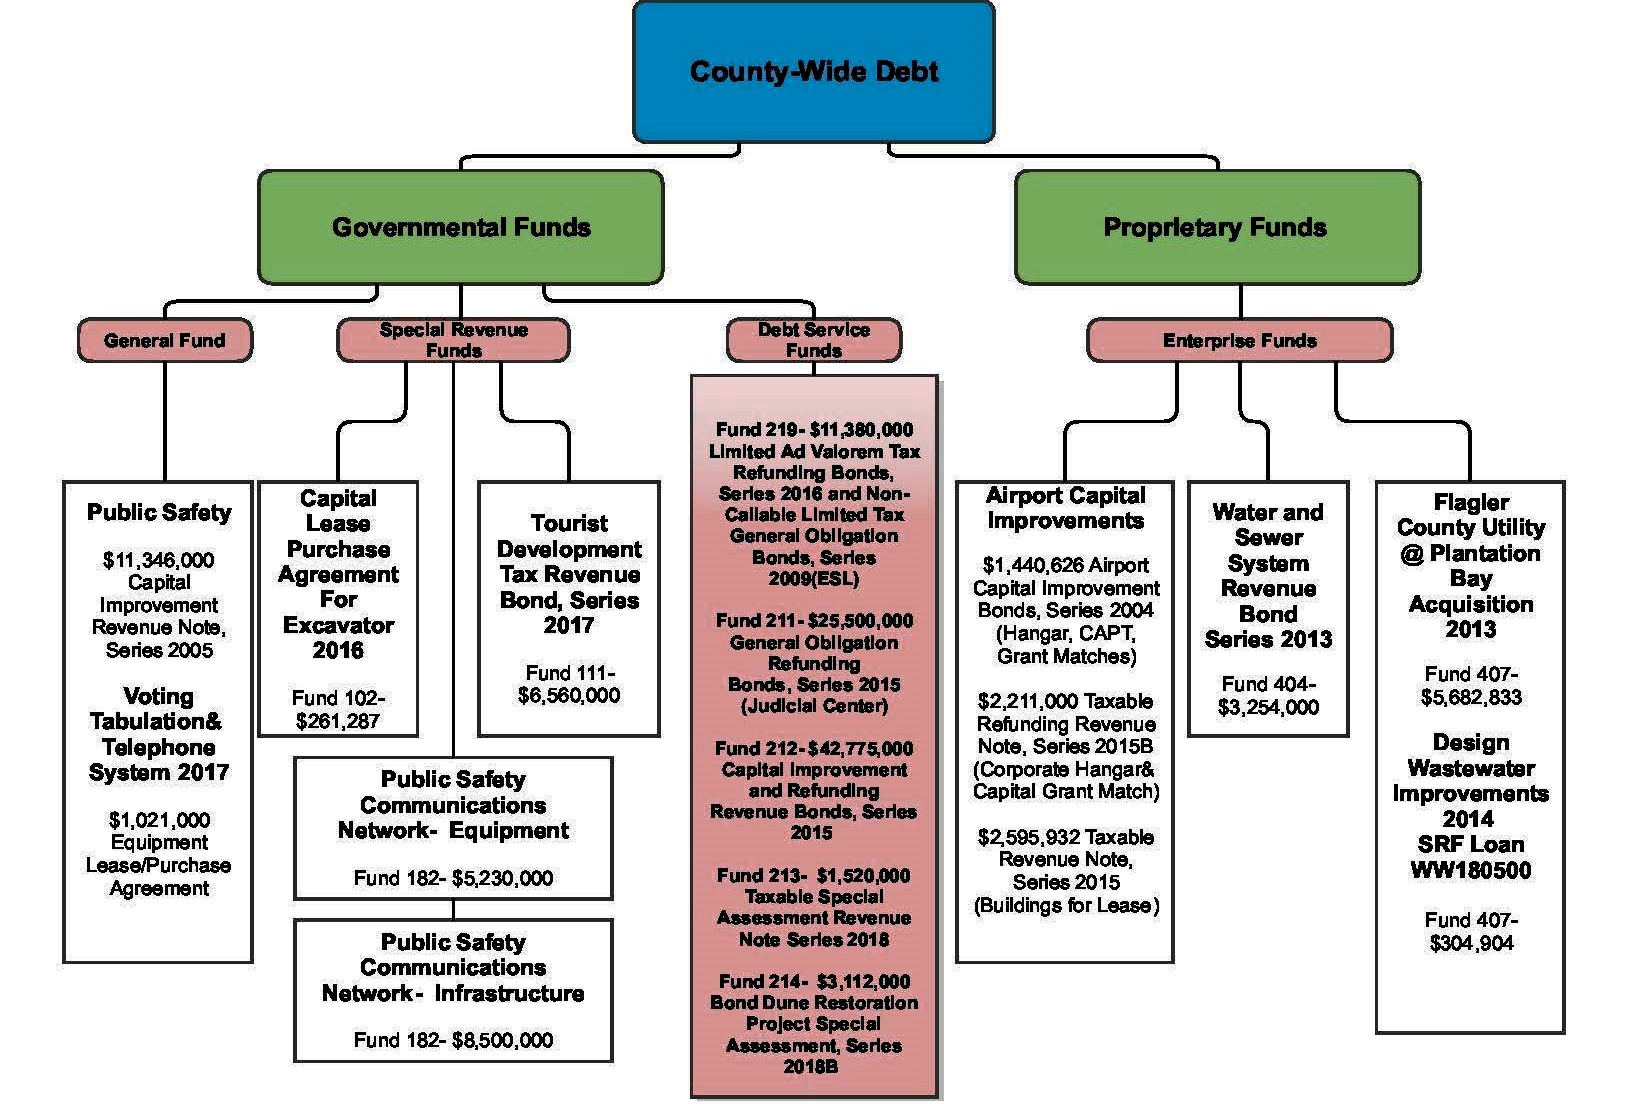 County-Wide Debt
Governmental Funds
Proprietary Funds
General Fund
Special Revenue
Funds
Debt Service
Funds
Enterprise Funds
Public Safety
$11,346,000
Capital
Improvement
Revenue Note,
Series 2005
Voting
Tabulation&
Telephone
System 2017
$1,021,000
Equipment
Lease/Purchase
Agreement
Capital
Lease
Purchase
Agreement
For
Excavator
2016
Fund 102-
$261,287
Tourist
Development
Tax Revenue
Bond, Series
2017
Fund 111-
$6,560,000
Public Safety
Communications
Network- Equipment
Fund 182- $5,230,000
Public Safety
Communications
Network- Infrastructure
Fund 182- $8,500,000
Fund 219- $11,380,000
Limited Ad Valorem Tax
Refunding Bonds,
Series 2016 and Non-
Callable Limited Tax
General Obligation
Bonds, Series
2009(ESL)
Fund 211- $25,500,000
General Obligation
Refunding
Bonds, Series 2015
(Judicial Center)
Fund 212- $42,775,000
Capital Improvement
and Refunding
Revenue Bonds, Series
2015
Fund 213- $1,520,000
Taxable Special
Assessment Revenue
Note Series 2018
Fund 214- $3,112,000
Bond Dune Restoration
Project Special
Assessment, Series
2018B
Airport Capital
Improvements
$1,440,626 Airport
Capital Improvement
Bonds, Series 2004
(Hangar, CAPT,
Grant Matches)
$2,211,000 Taxable
Refunding Revenue
Note, Series 2015B
(Corporate Hangar&
Capital Grant Match)
$2,595,932 Taxable
Revenue Note,
Series 2015
(Buildings for Lease)
Water and
Sewer
System
Revenue
Bond
Series 2013
Fund 404-
$3,254,000
Flagler
County Utility
@ Plantation
Bay
Acquisition
2013
Fund 407-
$5,682,833
Design
Wastewater
Improvements
2014
SRF Loan
WW180500
Fund 407-
$304,904